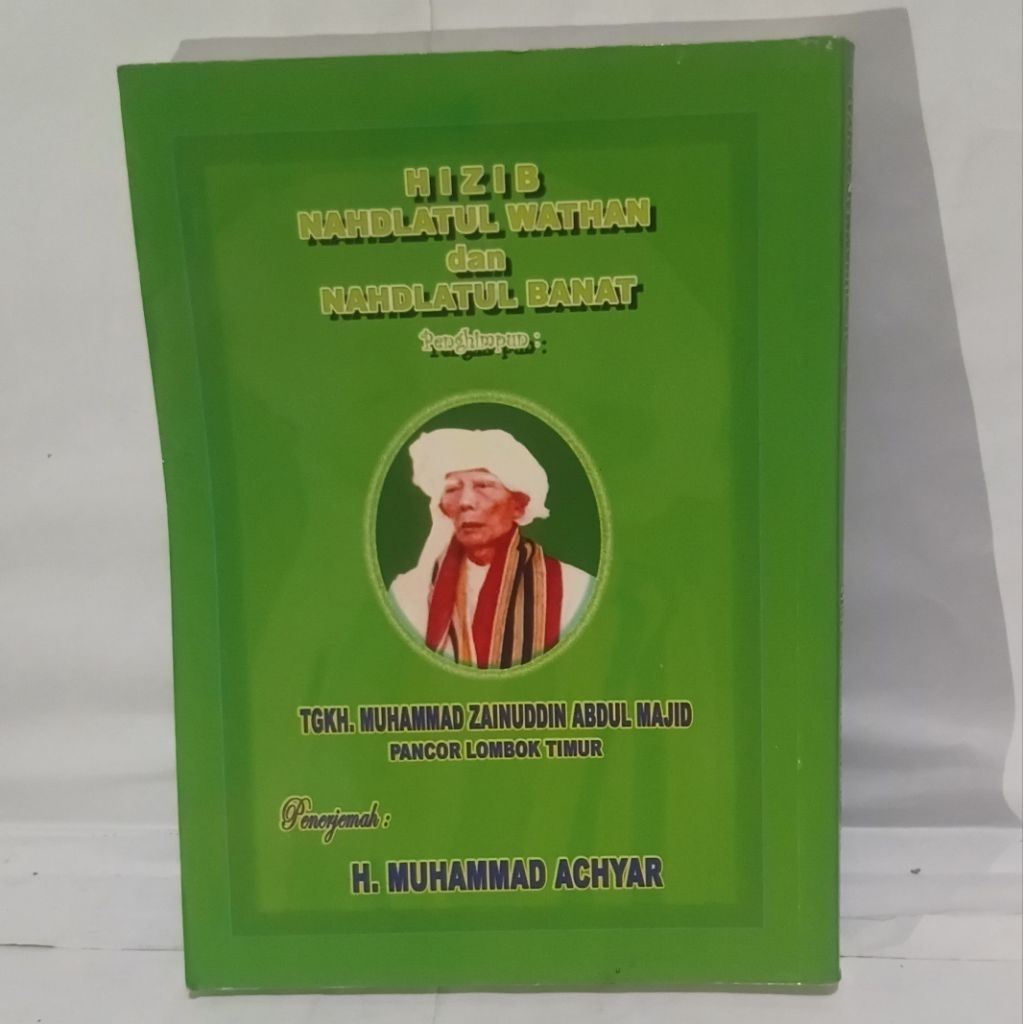 HIZIB
NAHDLATUL WATHAN
dan
NAHDLATUL BANAT
Penghimpun :
TGKH. MUHAMMAD ZAINUDDIN ABDUL MAJID
PANCOR LOMBOK TIMUR
Penerjemah :
H. MUHAMMAD ACHYAR